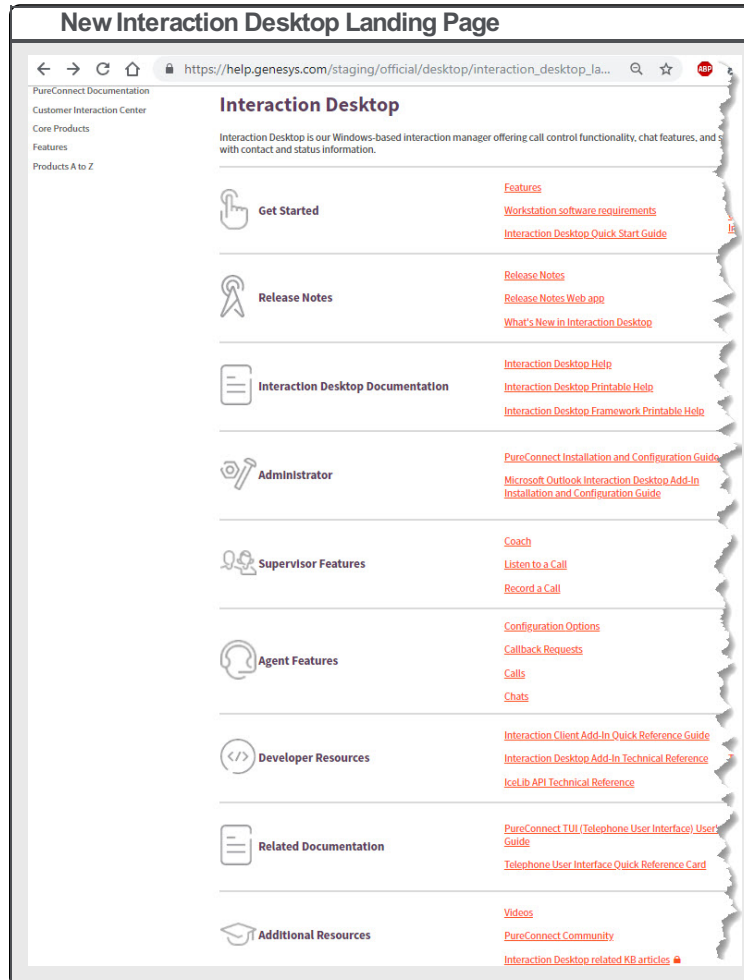 New Interaction Desktop Landing Page
https://help.genesys.com/staging/official/desktop/interaction_desktop_la...
ABP
PureConnect Documentation
Customer Interaction Center
Core Products
Features
Products A to Z
Interaction Desktop
Interaction Desktop is our Windows-based interaction manager offering call control functionality, chat features, and
with contact and status information.
Get Started
Features
Workstation software requirements
Interaction Desktop Quick Start Guide
Release Notes
Release Notes
Release Notes Web app
What's New in Interaction Desktop
Interaction Desktop Documentation
Interaction Desktop Help
Interaction Desktop Printable Help
Interaction Desktop Framework Printable Help
Administrator
PureConnect Installation and Configuration Guide
Microsoft Outlook Interaction Desktop Add-In
Installation and Configuration Guide
Supervisor Features
Coach
Listen to a Call
Record a Call
Agent Features
Configuration Options
Callback Requests
Calls
Chats
Developer Resources
Interaction Client Add-In Quick Reference Guide
Interaction Desktop Add-In Technical Reference
IceLib API Technical Reference
Related Documentation
PureConnect TUI (Telephone User Interface) User'
Guide
Telephone User Interface Quick Reference Card
Additional Resources
Videos
PureConnect Community
Interaction Desktop related KB articles